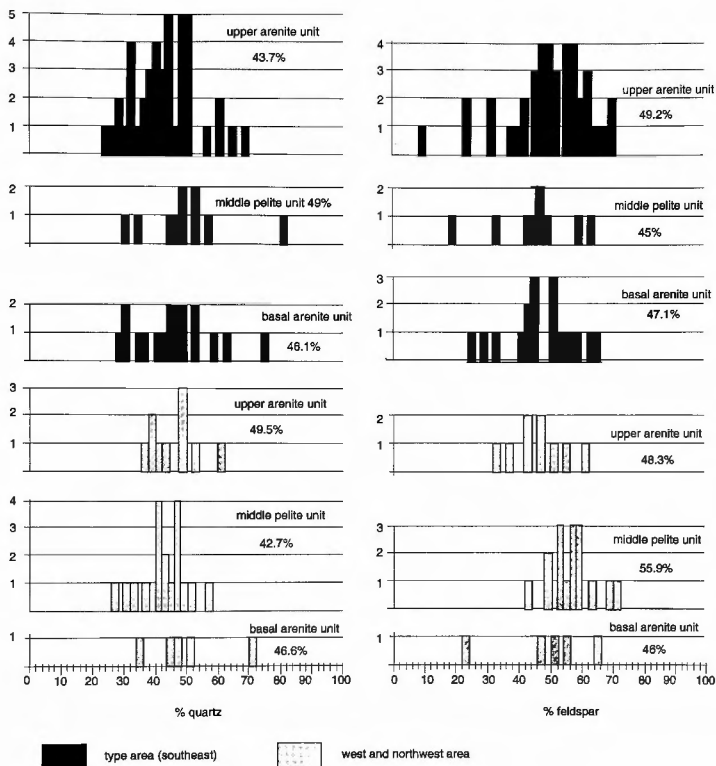 5
4
3
2
1
upper arenite unit
43.7%
4
3
2
1
upper arenite unit
49.2%
2
1
middle pelite unit 49%
2
1
middle pelite unit
45%
2
1
basal arenite unit
46.1%
3
2
1
basal arenite unit
47.1%
3
2
1
upper arenite unit
49.5%
2
1
upper arenite unit
48.3%
4
3
2
1
middle pelite unit
42.7%
3
2
1
middle pelite unit
55.9%
1
basal arenite unit
46.6%
1
basal arenite unit
46%
0 10 20 30 40 50 60 70 80 90 100
0 10 20 30 40 50 60 70 80 90 100
% quartz
% feldspar
type area (southeast)
west and northwest area